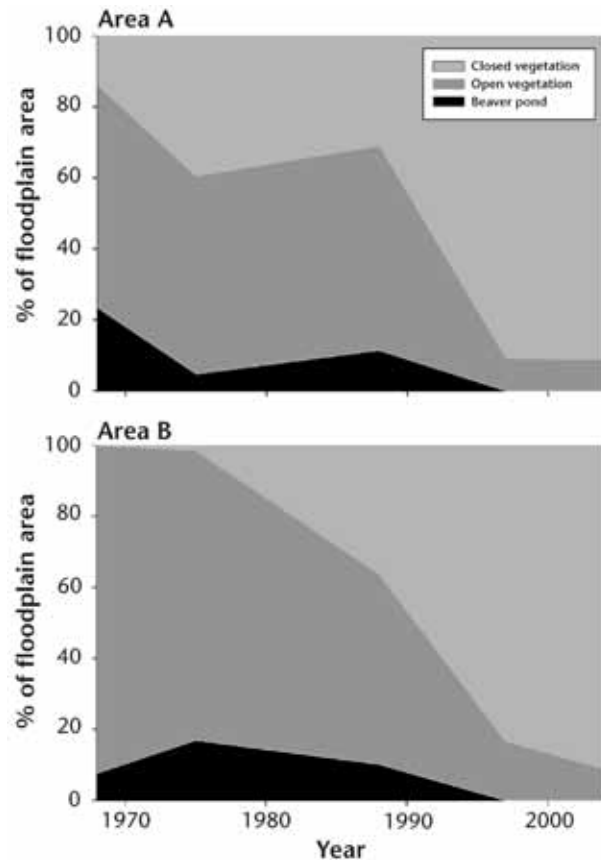 Area A
100
80
60
40
20
0
% of floodplain area
Closed vegetation
Open vegetation
Beaver pond
Area B
100
80
60
40
20
0
% of floodplain area
1970 1980 1990 2000
Year